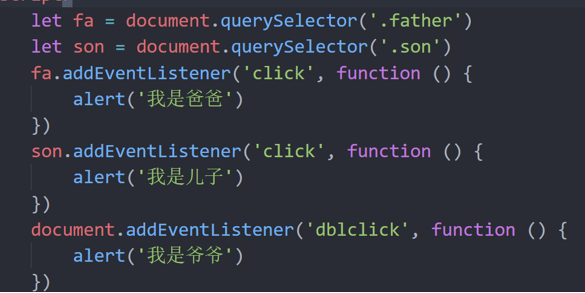 let fa = document.querySelector('.father')
let son = document.querySelector('.son')
fa.addEventListener('click', function () {
    alert('我是爸爸')
})
son.addEventListener('click', function () {
    alert('我是儿子')
})
document.addEventListener('dblclick', function () {
    alert('我是爷爷')
})